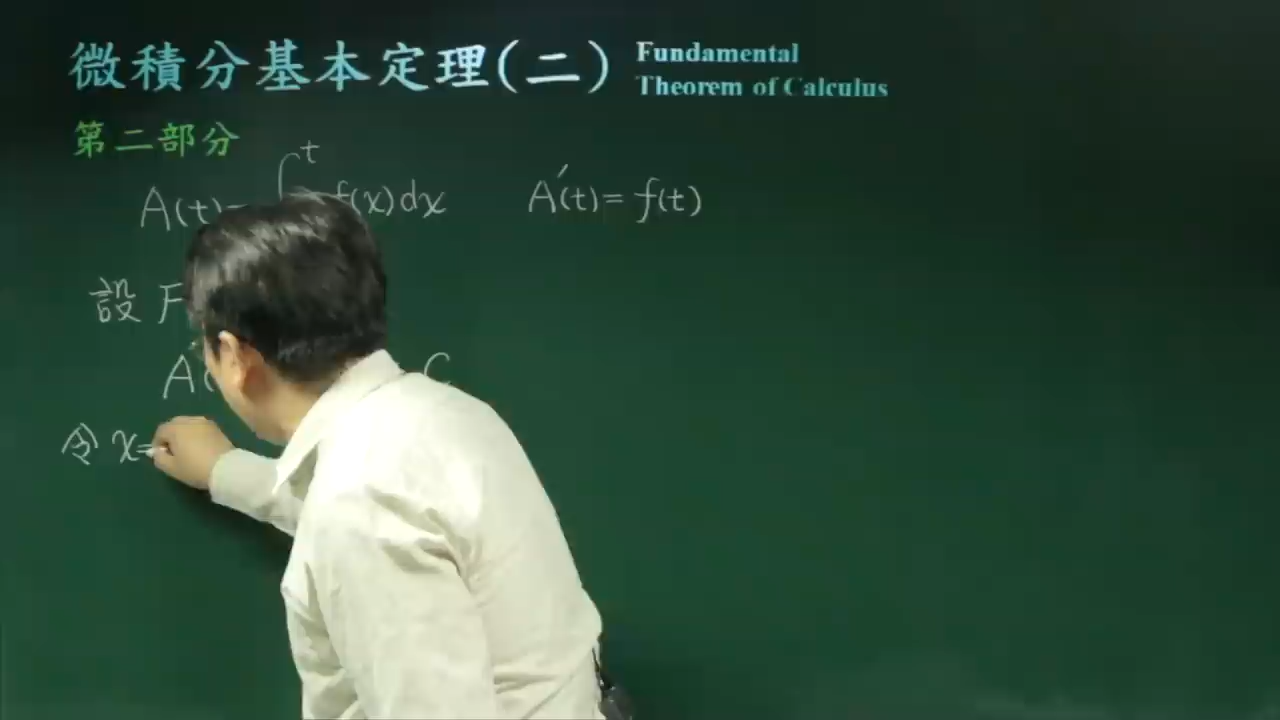 微積分基本定理(二)
Fundamental
Theorem of Calculus
第二部分
A(t)= ∫ t f(x)dx
A′(t)= f(t)
設 F
A( C
令 x=